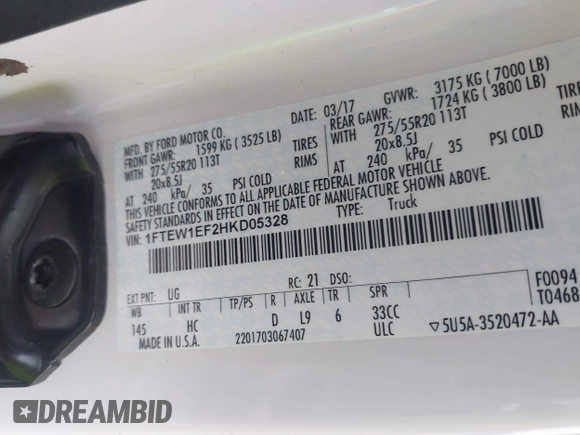 MFD. BY FORD MOTOR CO.
DATE: 03/17 GVWR: 3175 KG ( 7000 LB)
FRONT GAWR: 1599 KG ( 3525 LB) REAR GAWR: 1724 KG ( 3800 LB)
WITH 275/55R20 113T TIRES WITH 275/55R20 113T TIRES
20x8.5J RIMS 20x8.5J RIMS
AT 240 kPa/ 35 PSI COLD AT 240 kPa/ 35 PSI COLD
THIS VEHICLE CONFORMS TO ALL APPLICABLE FEDERAL MOTOR VEHICLE
SAFETY STANDARDS IN EFFECT ON THE DATE OF MANUFACTURE SHOWN ABOVE.
VIN: 1FTEW1EF2HKD05328 TYPE: Truck
EXT PNT: UG RC: 21 DSO: F0094
WB INT TR TP/PS R AXLE TR SPR T0468
145 HC D L9 6 33CC
MADE IN U.S.A. 2201703067407 ULC ▽5U5A-3520472-AA
DREAMBID